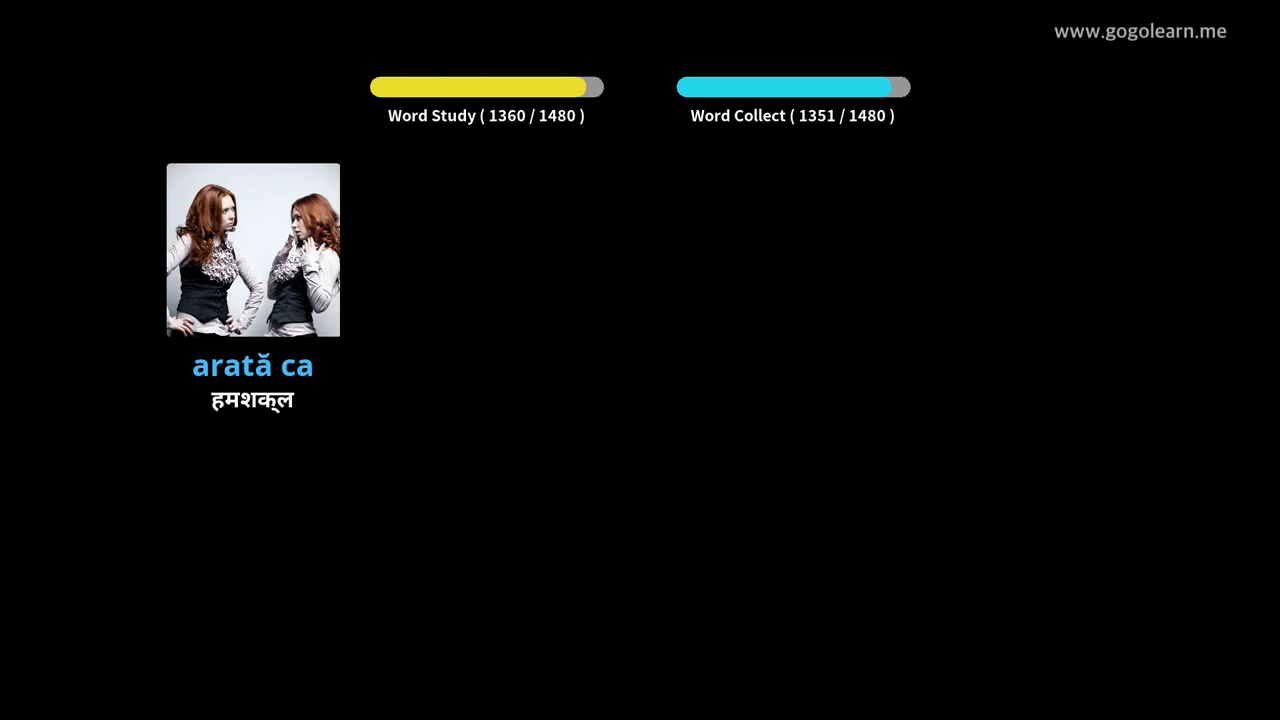 www.gogolearn.me
Word Study ( 1360 / 1480 )
Word Collect ( 1351 / 1480 )
arată ca
हमशक्ल